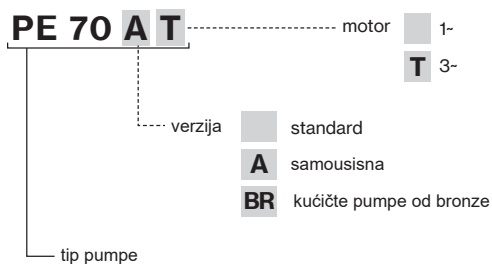 PE 70 A T
motor 1~
T 3~
verzija standard
A samousisna
BR kućičte pumpe od bronze
tip pumpe